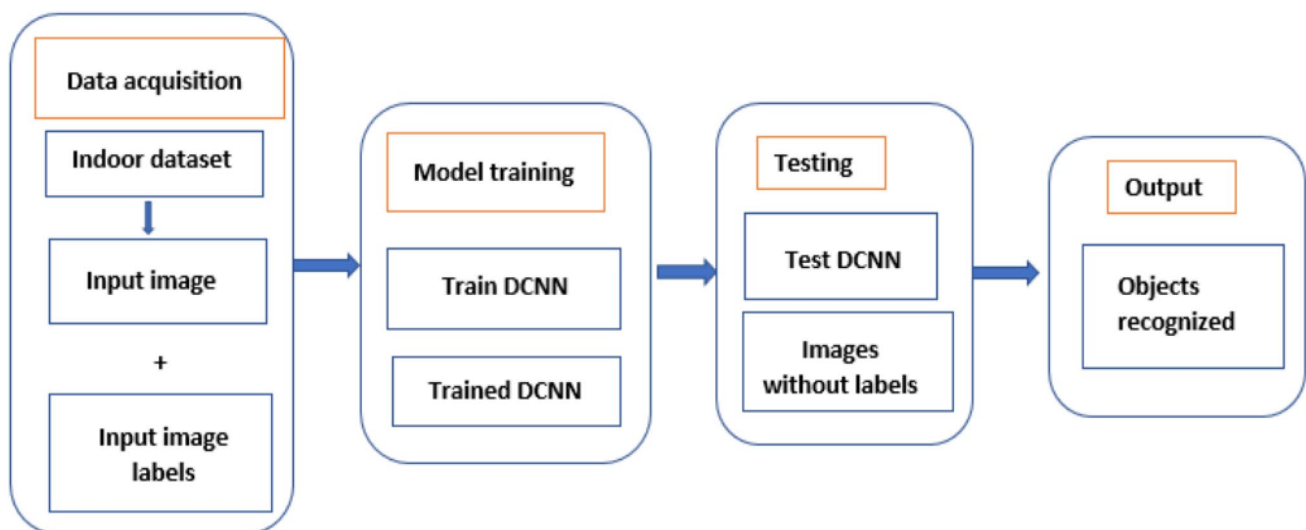 Data acquisition
Indoor dataset
Input image
+
Input image
labels
Model training
Train DCNN
Trained DCNN
Testing
Test DCNN
Images
without labels
Output
Objects
recognized